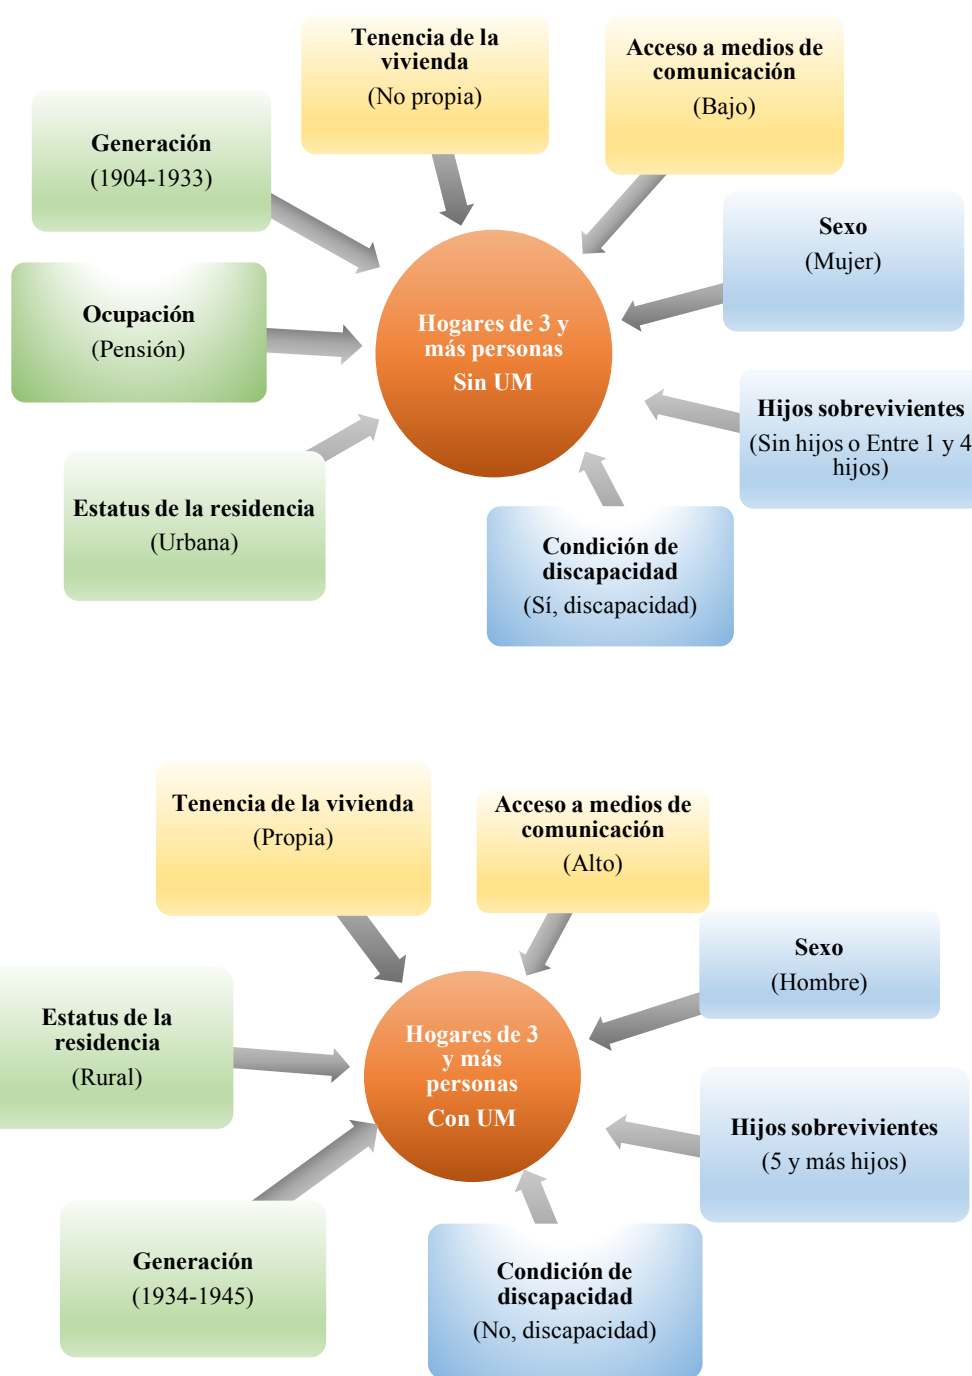 Tenencia de la
vivienda
(No propia)
Acceso a medios de
comunicación
(Bajo)
Generación
(1904-1933)
Sexo
(Mujer)
Ocupación
(Pensión)
Hogares de 3 y
más personas
Sin UM
Hijos sobrevivientes
(Sin hijos o Entre 1 y 4
hijos)
Estatus de la residencia
(Urbana)
Condición de
discapacidad
(Sí, discapacidad)
Tenencia de la vivienda
(Propia)
Acceso a medios de
comunicación
(Alto)
Sexo
(Hombre)
Estatus de la
residencia
(Rural)
Hogares de 3
y más
personas
Con UM
Hijos sobrevivientes
(5 y más hijos)
Generación
(1934-1945)
Condición de
discapacidad
(No, discapacidad)